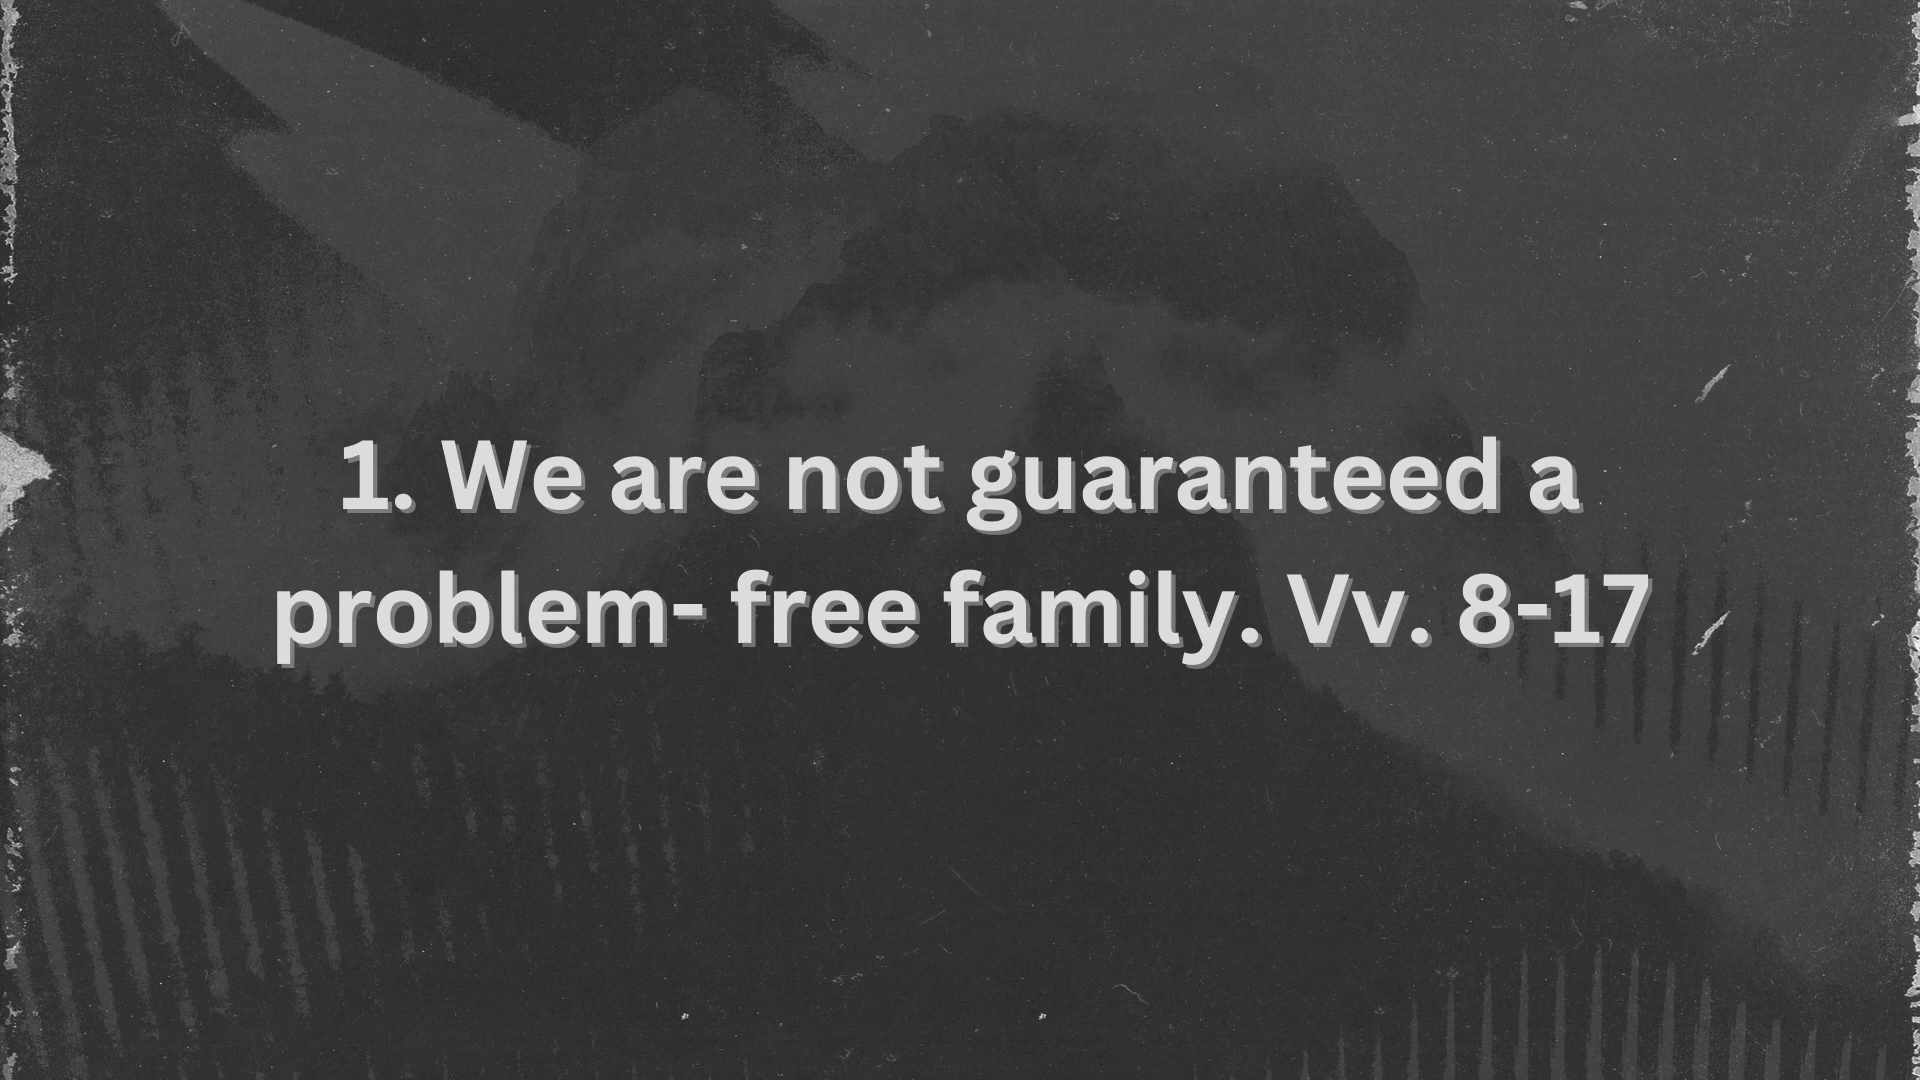 1. We are not guaranteed a
problem- free family. Vv. 8-17